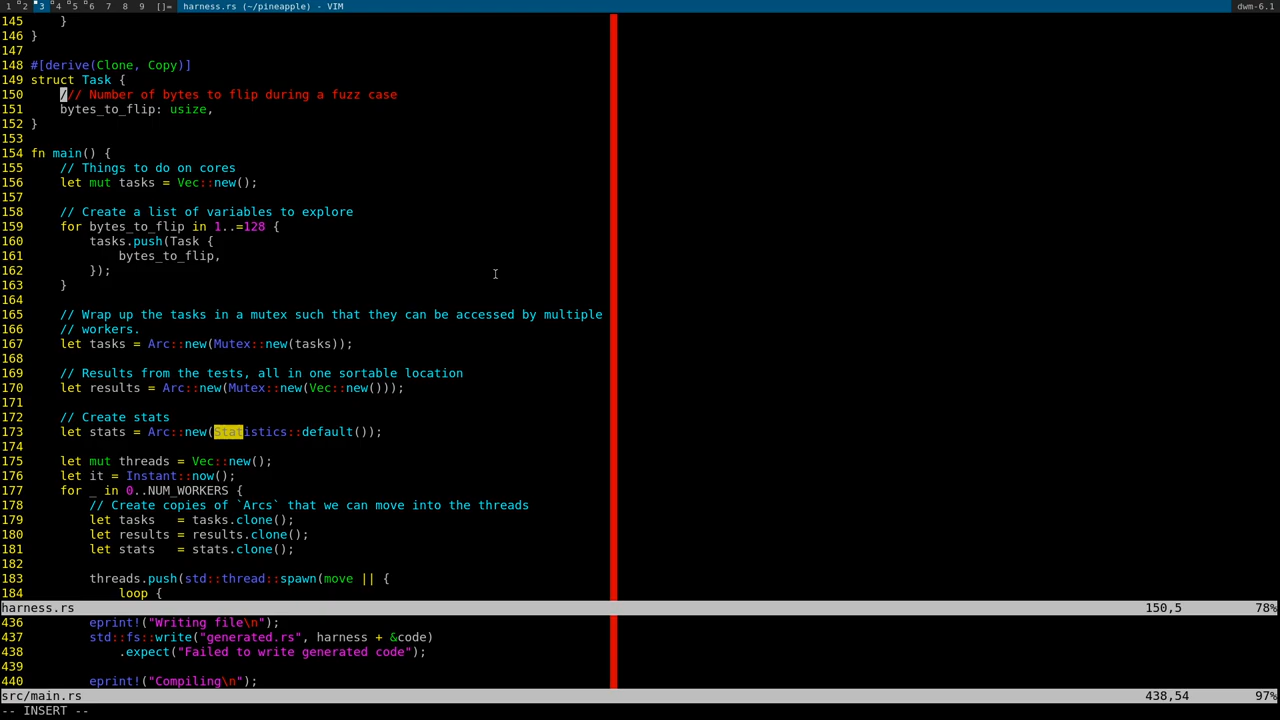 1 2 3 4 5 6 7 8 9 []= harness.rs (~/pineapple) - VIM dwm-6.1
145     }
146 }
147
148 #[derive(Clone, Copy)]
149 struct Task {
150     /// Number of bytes to flip during a fuzz case
151     bytes_to_flip: usize,
152 }
153
154 fn main() {
155     // Things to do on cores
156     let mut tasks = Vec::new();
157
158     // Create a list of variables to explore
159     for bytes_to_flip in 1..=128 {
160         tasks.push(Task {
161             bytes_to_flip,
162         });
163     }
164
165     // Wrap up the tasks in a mutex such that they can be accessed by multiple
166     // workers.
167     let tasks = Arc::new(Mutex::new(tasks));
168
169     // Results from the tests, all in one sortable location
170     let results = Arc::new(Mutex::new(Vec::new()));
171
172     // Create stats
173     let stats = Arc::new(Statistics::default());
174
175     let mut threads = Vec::new();
176     let it = Instant::now();
177     for _ in 0..NUM_WORKERS {
178         // Create copies of `Arcs` that we can move into the threads
179         let tasks   = tasks.clone();
180         let results = results.clone();
181         let stats   = stats.clone();
182
183         threads.push(std::thread::spawn(move || {
184             loop {
harness.rs 150,5 78%
436         eprint!("Writing file\n");
437         std::fs::write("generated.rs", harness + &code)
438             .expect("Failed to write generated code");
439
440         eprint!("Compiling\n");
src/main.rs 438,54 97%
-- INSERT --